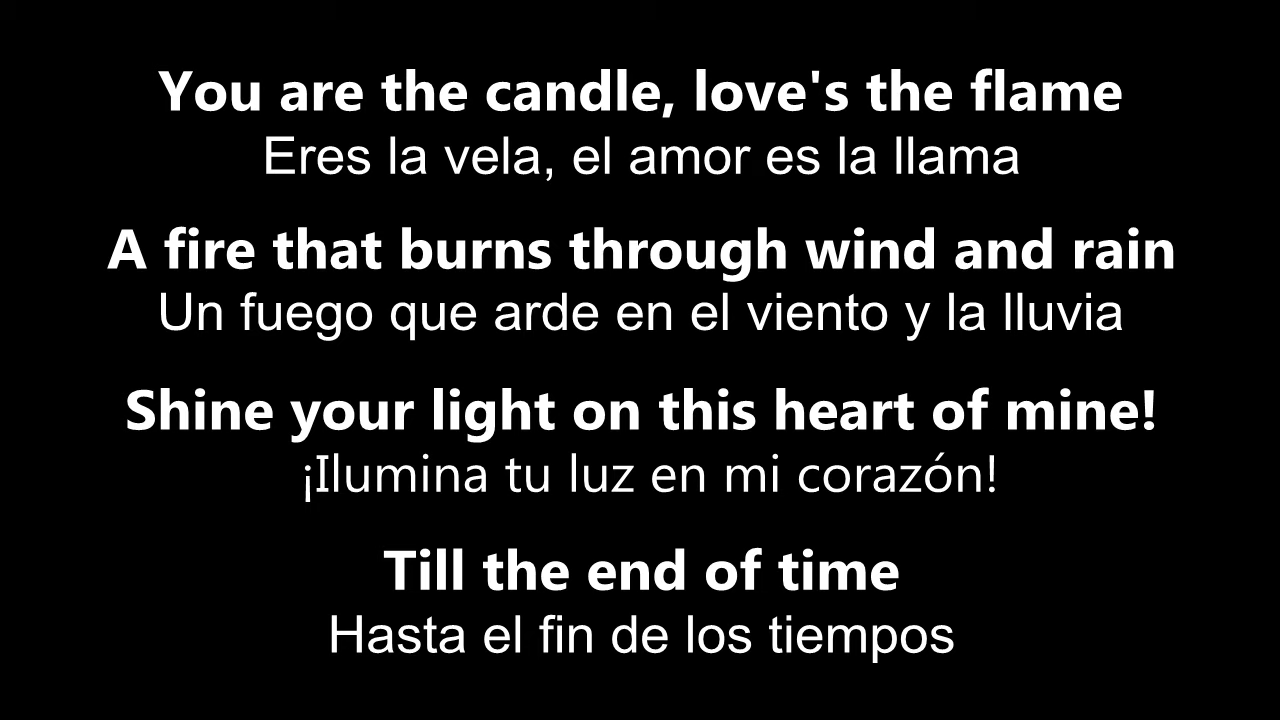 You are the candle, love's the flame
Eres la vela, el amor es la llama
A fire that burns through wind and rain
Un fuego que arde en el viento y la lluvia
Shine your light on this heart of mine!
¡Ilumina tu luz en mi corazón!
Till the end of time
Hasta el fin de los tiempos